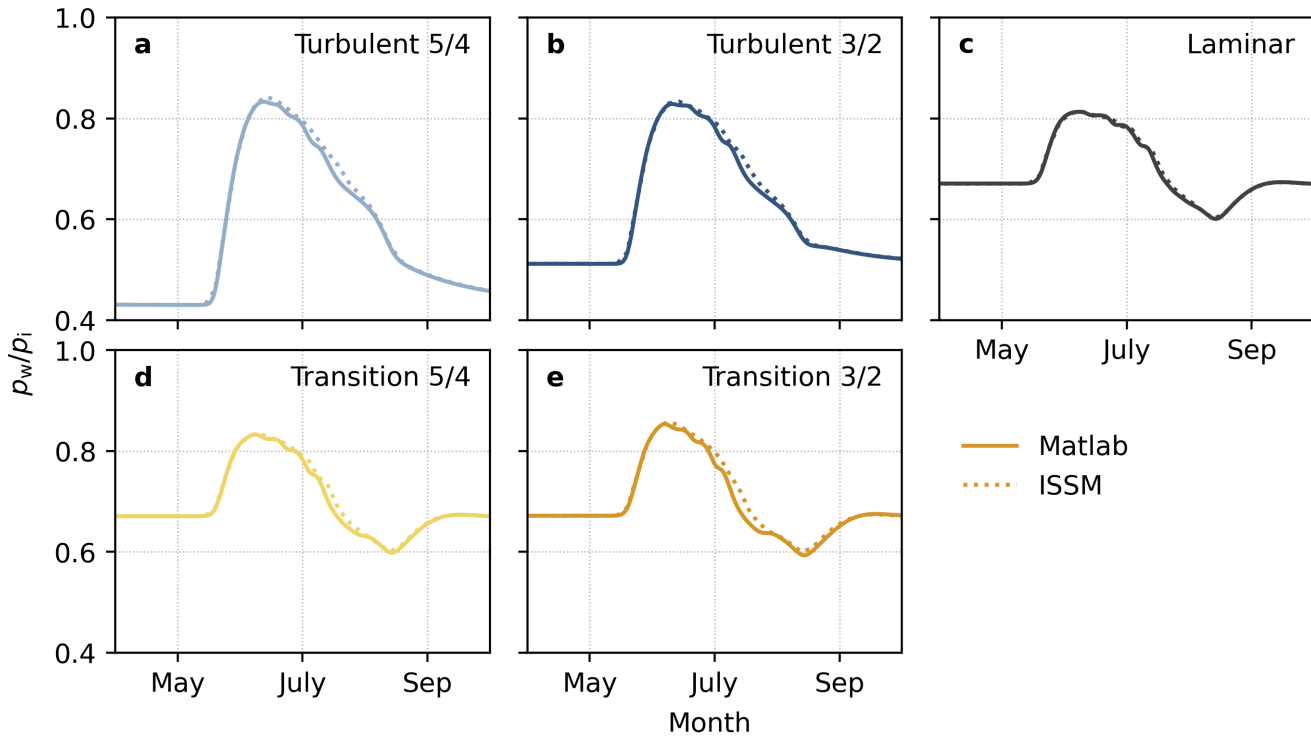 1.0
0.8
0.6
0.4
a Turbulent 5/4
b Turbulent 3/2
c Laminar
May July Sep
1.0
0.8
0.6
0.4
d Transition 5/4
e Transition 3/2
Matlab
ISSM
May July Sep
May July Sep
Month
pw/pi